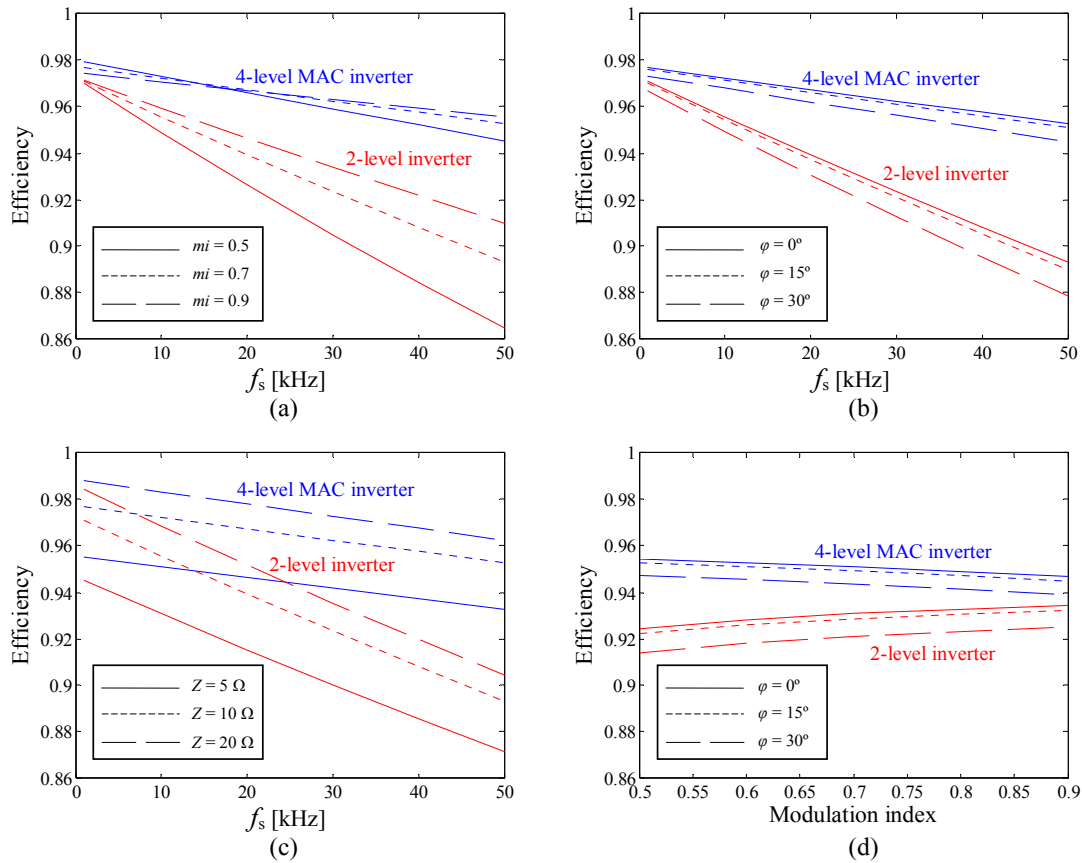 1
0.98
0.96
0.94
0.92
0.9
0.88
0.86
Efficiency
4-level MAC inverter
2-level inverter
mi = 0.5
mi = 0.7
mi = 0.9
0 10 20 30 40 50
fs [kHz]
(a)
1
0.98
0.96
0.94
0.92
0.9
0.88
0.86
Efficiency
4-level MAC inverter
2-level inverter
φ = 0º
φ = 15º
φ = 30º
0 10 20 30 40 50
fs [kHz]
(b)
1
0.98
0.96
0.94
0.92
0.9
0.88
0.86
Efficiency
4-level MAC inverter
2-level inverter
Z = 5 Ω
Z = 10 Ω
Z = 20 Ω
0 10 20 30 40 50
fs [kHz]
(c)
1
0.98
0.96
0.94
0.92
0.9
0.88
0.86
Efficiency
4-level MAC inverter
2-level inverter
φ = 0º
φ = 15º
φ = 30º
0.5 0.55 0.6 0.65 0.7 0.75 0.8 0.85 0.9
Modulation index
(d)